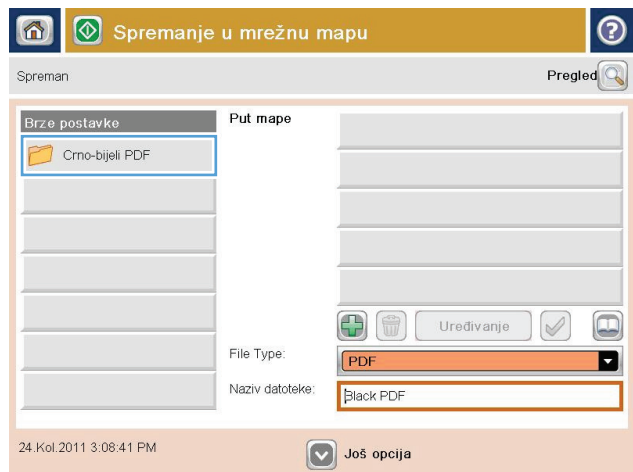 Spremanje u mrežnu mapu
Spreman
Pregled
Brze postavke
Crno-bijeli PDF
Put mape
Uređivanje
File Type:
PDF
Naziv datoteke:
Black PDF
24.Kol.2011 3:08:41 PM
Još opcija